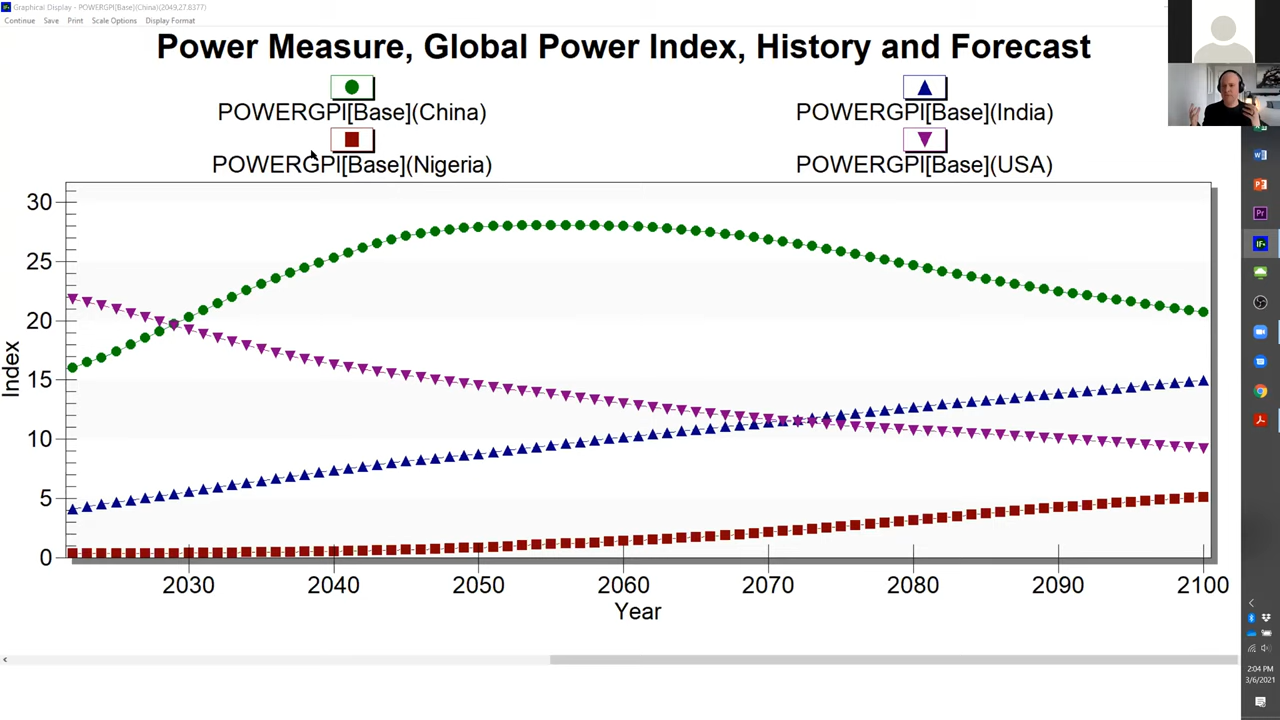 Graphical Display - POWERGPI[Base](China)(2049,27.8377)
Continue Save Print Scale Options Display Format
Power Measure, Global Power Index, History and Forecast
POWERGPI[Base](China) POWERGPI[Base](India)
POWERGPI[Base](Nigeria) POWERGPI[Base](USA)
30
25
20
15
10
5
0
Index
2030 2040 2050 2060 2070 2080 2090 2100
Year
IF
Pr
2:04 PM
3/6/2021